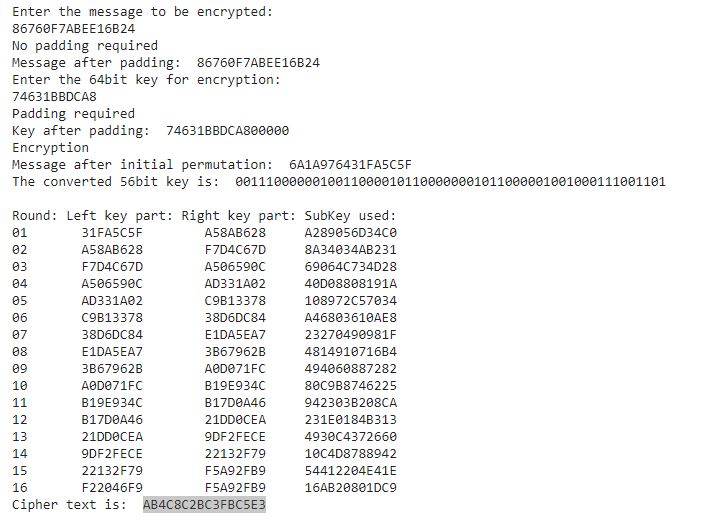 Enter the message to be encrypted:
86760F7ABEE16B24
No padding required
Message after padding:  86760F7ABEE16B24
Enter the 64bit key for encryption:
74631BBDCA8
Padding required
Key after padding:  74631BBDCA800000
Encryption
Message after initial permutation:  6A1A976431FA5C5F
The converted 56bit key is:  00111000000100110000101100000001011000001001000111001101
Round: Left key part: Right key part: SubKey used:
01 31FA5C5F A58AB628 A289056D34C0
02 A58AB628 F7D4C67D 8A34034AB231
03 F7D4C67D A506590C 69064C734D28
04 A506590C AD331A02 40D08808191A
05 AD331A02 C9B13378 108972C57034
06 C9B13378 38D6DC84 A46803610AE8
07 38D6DC84 E1DA5EA7 23270490981F
08 E1DA5EA7 3B67962B 4814910716B4
09 3B67962B A0D071FC 494060887282
10 A0D071FC B19E934C 80C9B8746225
11 B19E934C B17D0A46 942303B208CA
12 B17D0A46 21DD0CEA 231E0184B313
13 21DD0CEA 9DF2FECE 4930C4372660
14 9DF2FECE 22132F79 10C4D8788942
15 22132F79 F5A92FB9 54412204E41E
16 F22046F9 F5A92FB9 16AB20801DC9
Cipher text is:  AB4C8C2BC3FBC5E3